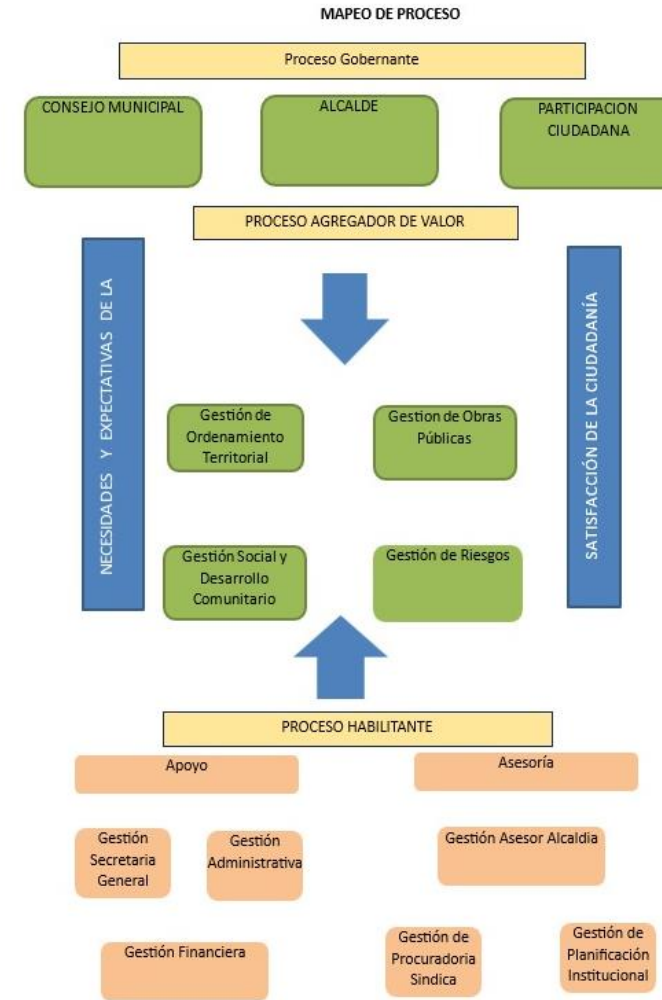 MAPEO DE PROCESO
Proceso Gobernante
CONSEJO MUNICIPAL
ALCALDE
PARTICIPACION
CIUDADANA
PROCESO AGREGADOR DE VALOR
NECESIDADES Y EXPECTATIVAS DE LA
SATISFACCIÓN DE LA CIUDADANÍA
Gestión de
Ordenamiento
Territorial
Gestion de Obras
Públicas
Gestión Social y
Desarrollo
Comunitario
Gestión de Riesgos
PROCESO HABILITANTE
Apoyo
Asesoría
Gestión
Secretaria
General
Gestión
Administrativa
Gestión Asesor Alcaldia
Gestión Financiera
Gestión de
Procuradoria
Sindica
Gestión de
Planificación
Institucional